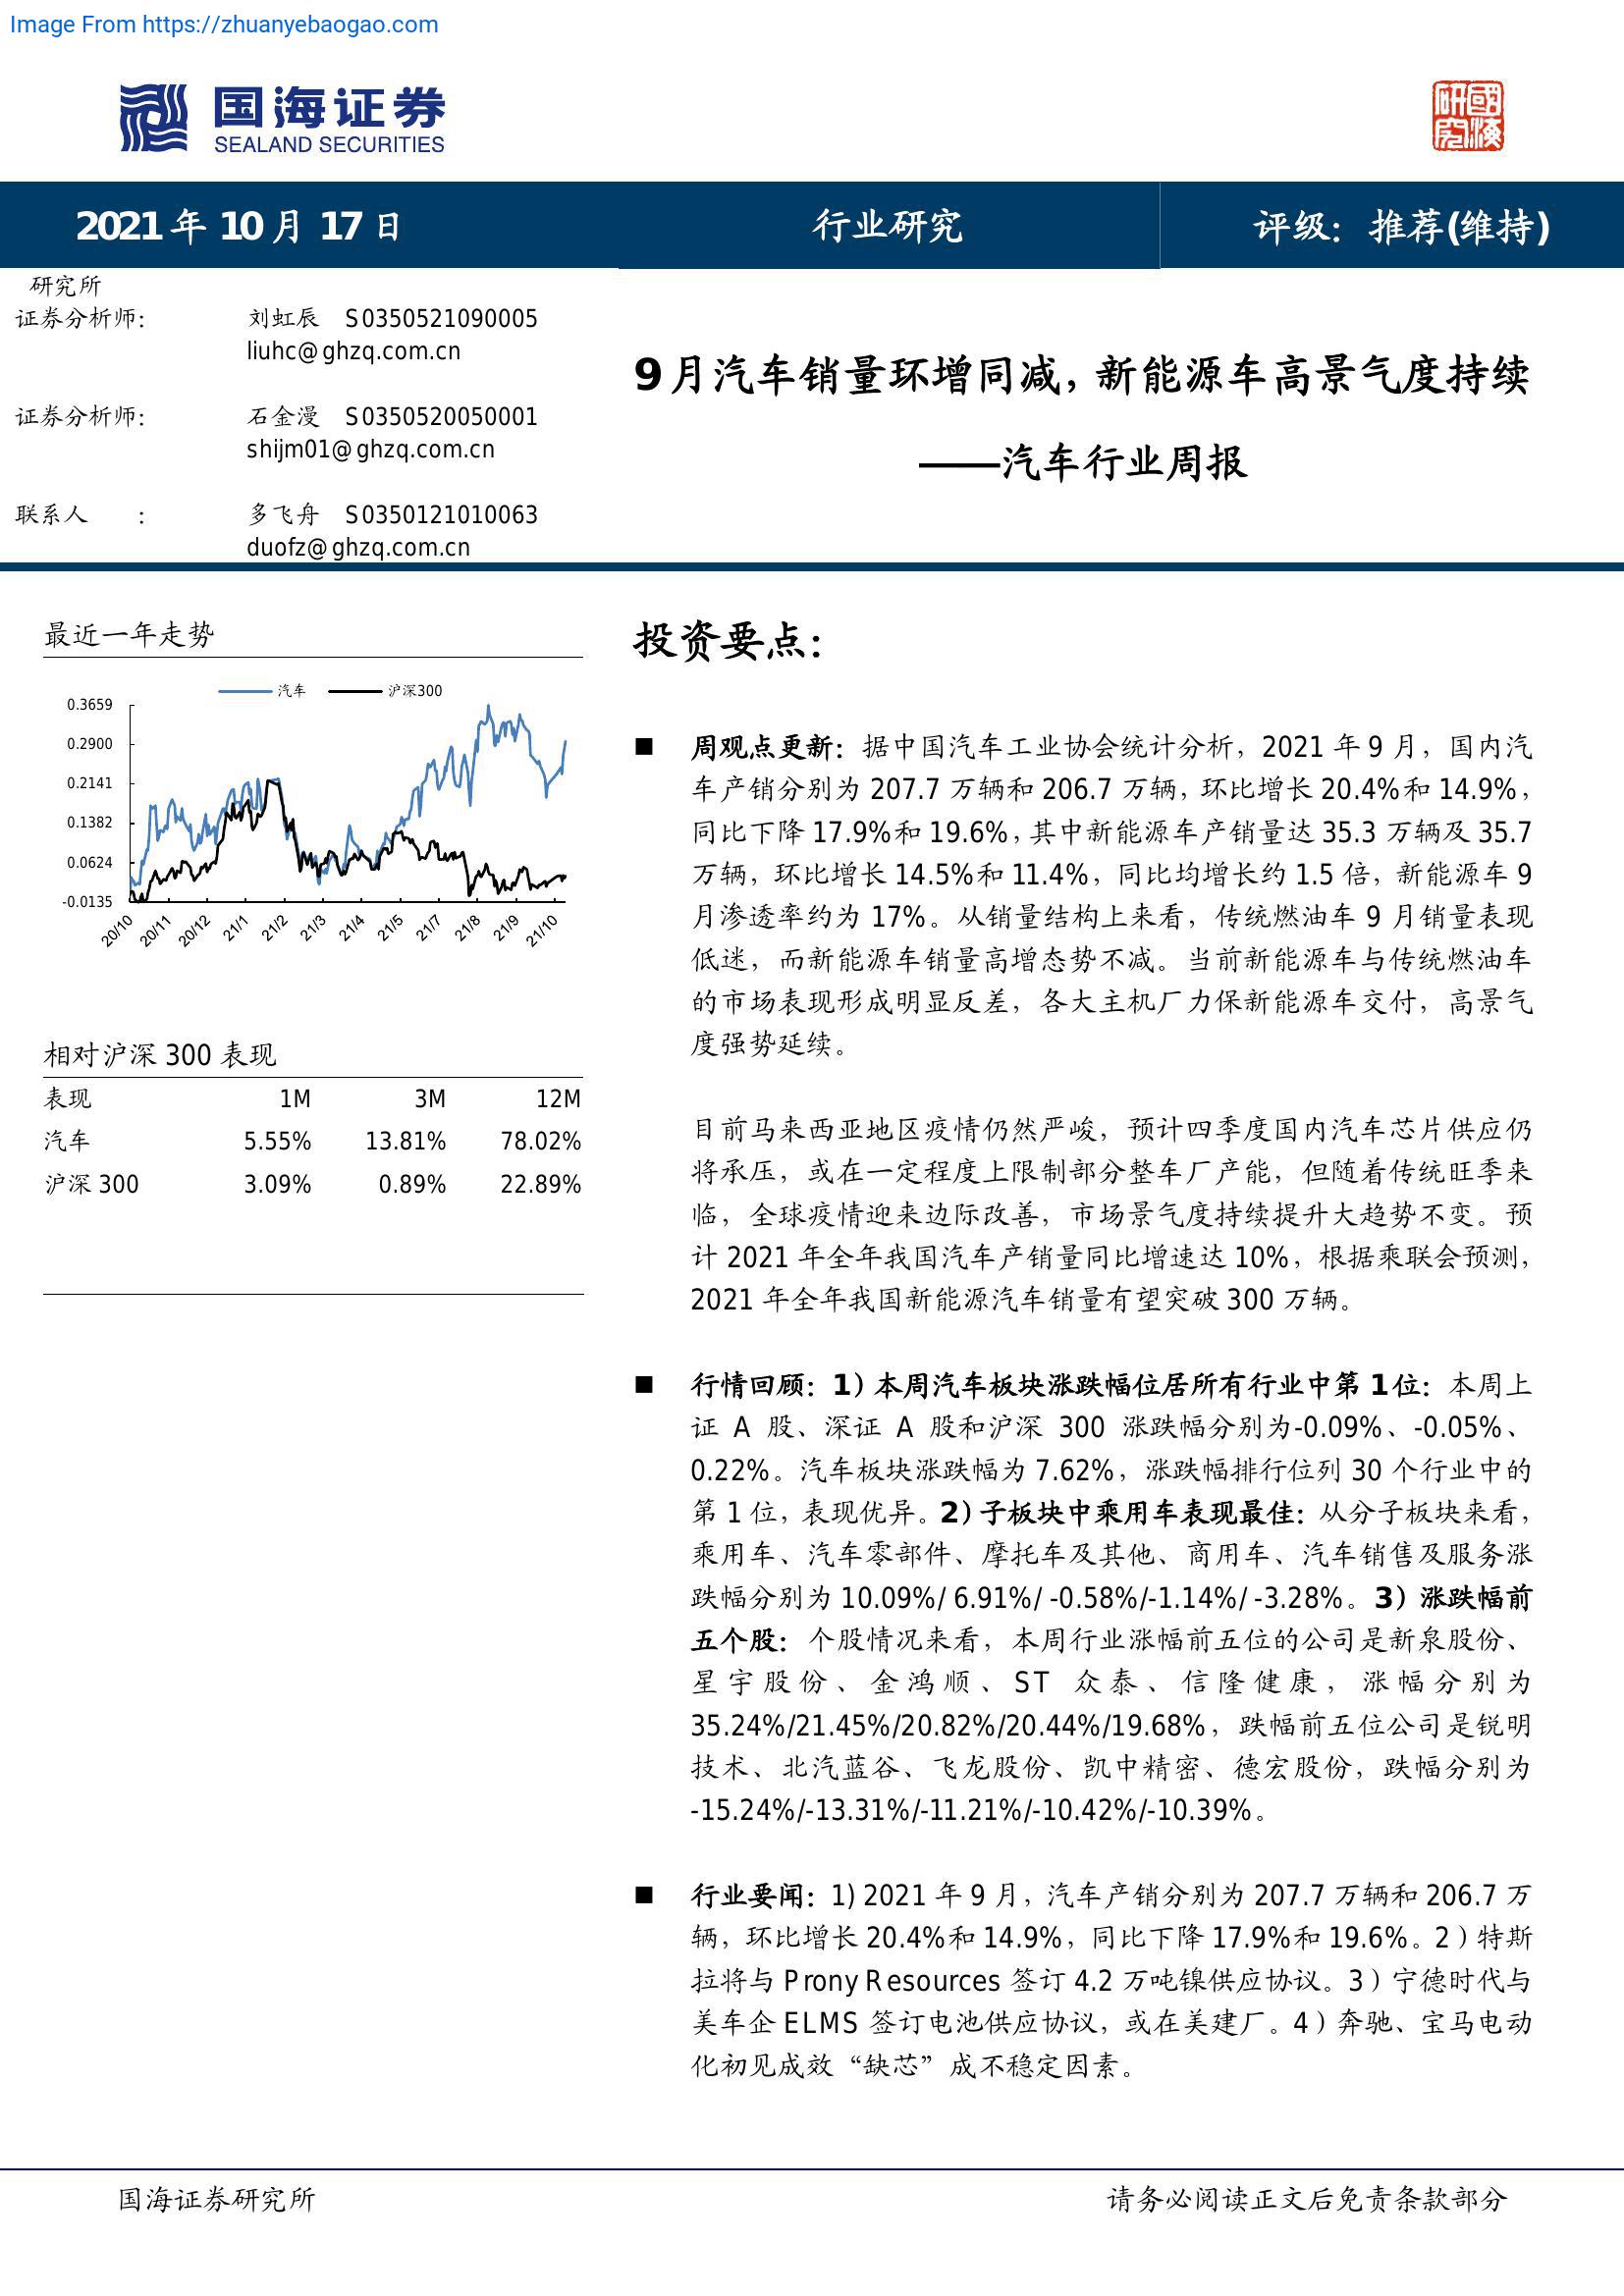 Image From https://zhuanyebaogao.com
国海证券
SEALAND SECURITIES
研究
國海
2021 年 10 月 17 日
行业研究
评级：推荐(维持)
研究所
证券分析师：
刘虹辰 S0350521090005
liuhc@ghzq.com.cn
证券分析师：
石金漫 S0350520050001
shijm01@ghzq.com.cn
联系人 ：
多飞舟 S0350121010063
duofz@ghzq.com.cn
9月汽车销量环增同减，新能源车高景气度持续
——汽车行业周报
最近一年走势
汽车 沪深300
0.3659
0.2900
0.2141
0.1382
0.0624
-0.0135
20/10 20/11 20/12 21/1 21/2 21/3 21/4 21/5 21/7 21/8 21/9 21/10
相对沪深 300 表现
表现 1M 3M 12M
汽车 5.55% 13.81% 78.02%
沪深 300 3.09% 0.89% 22.89%
投资要点：
■ 周观点更新：据中国汽车工业协会统计分析，2021 年 9 月，国内汽
车产销分别为 207.7 万辆和 206.7 万辆，环比增长 20.4%和 14.9%，
同比下降 17.9%和 19.6%，其中新能源车产销量达 35.3 万辆及 35.7
万辆，环比增长 14.5%和 11.4%，同比均增长约 1.5 倍，新能源车 9
月渗透率约为 17%。从销量结构上来看，传统燃油车 9 月销量表现
低迷，而新能源车销量高增态势不减。当前新能源车与传统燃油车
的市场表现形成明显反差，各大主机厂力保新能源车交付，高景气
度强势延续。
目前马来西亚地区疫情仍然严峻，预计四季度国内汽车芯片供应仍
将承压，或在一定程度上限制部分整车厂产能，但随着传统旺季来
临，全球疫情迎来边际改善，市场景气度持续提升大趋势不变。预
计 2021 年全年我国汽车产销量同比增速达 10%，根据乘联会预测，
2021 年全年我国新能源汽车销量有望突破 300 万辆。
■ 行情回顾：1）本周汽车板块涨跌幅位居所有行业中第 1位：本周上
证 A 股、深证 A 股和沪深 300 涨跌幅分别为-0.09%、-0.05%、
0.22%。汽车板块涨跌幅为 7.62%，涨跌幅排行位列 30 个行业中的
第 1 位，表现优异。2）子板块中乘用车表现最佳：从分子板块来看，
乘用车、汽车零部件、摩托车及其他、商用车、汽车销售及服务涨
跌幅分别为 10.09%/ 6.91%/ -0.58%/-1.14%/ -3.28%。3）涨跌幅前
五个股：个股情况来看，本周行业涨幅前五位的公司是新泉股份、
星宇股份、金鸿顺、ST 众泰、信隆健康，涨幅分别为
35.24%/21.45%/20.82%/20.44%/19.68%，跌幅前五位公司是锐明
技术、北汽蓝谷、飞龙股份、凯中精密、德宏股份，跌幅分别为
-15.24%/-13.31%/-11.21%/-10.42%/-10.39%。
■ 行业要闻：1) 2021 年 9 月，汽车产销分别为 207.7 万辆和 206.7 万
辆，环比增长 20.4%和 14.9%，同比下降 17.9%和 19.6%。2）特斯
拉将与 Prony Resources 签订 4.2 万吨镍供应协议。3）宁德时代与
美车企 ELMS 签订电池供应协议，或在美建厂。4）奔驰、宝马电动
化初见成效“缺芯”成不稳定因素。
国海证券研究所
请务必阅读正文后免责条款部分